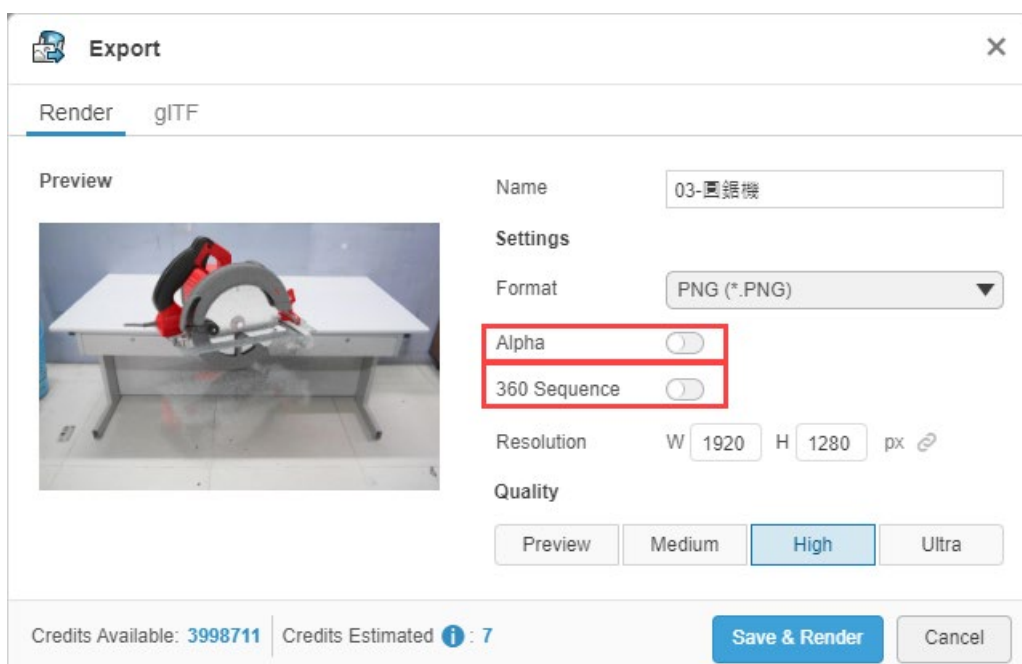 Export
Render glTF
Preview
Name 03-圓鋸機
Settings
Format PNG (*.PNG)
Alpha
360 Sequence
Resolution W 1920 H 1280 px
Quality
Preview Medium High Ultra
Credits Available: 3998711 Credits Estimated : 7
Save & Render Cancel